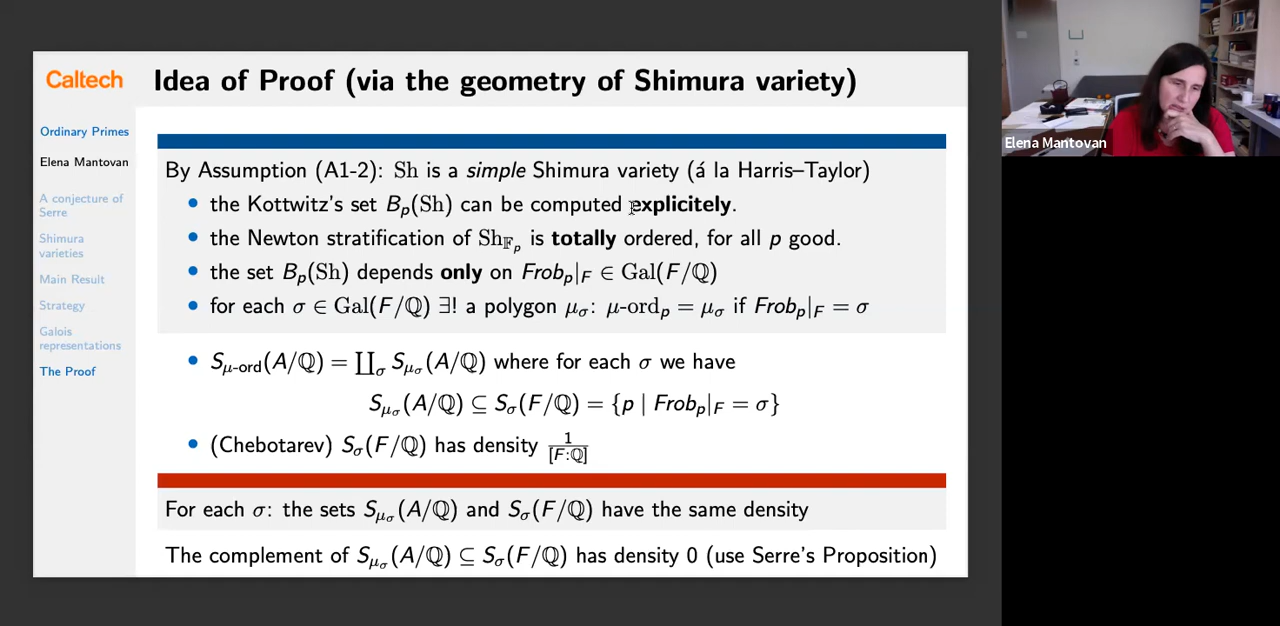 Caltech
Idea of Proof (via the geometry of Shimura variety)
Ordinary Primes
Elena Mantovan
A conjecture of
Serre
Shimura
varieties
Main Result
Strategy
Galois
representations
The Proof
By Assumption (A1-2): Sh is a simple Shimura variety (á la Harris–Taylor)
• the Kottwitz's set B_p(Sh) can be computed explicitely.
• the Newton stratification of Sh_{𝔽_p} is totally ordered, for all p good.
• the set B_p(Sh) depends only on Frob_p|_F ∈ Gal(F/ℚ)
• for each σ ∈ Gal(F/ℚ) ∃! a polygon μ_σ: μ-ord_p = μ_σ if Frob_p|_F = σ
• S_{μ-ord}(A/ℚ) = ∐_σ S_{μ_σ}(A/ℚ) where for each σ we have
S_{μ_σ}(A/ℚ) ⊆ S_σ(F/ℚ) = {p | Frob_p|_F = σ}
• (Chebotarev) S_σ(F/ℚ) has density 1/[F:ℚ]
For each σ: the sets S_{μ_σ}(A/ℚ) and S_σ(F/ℚ) have the same density
The complement of S_{μ_σ}(A/ℚ) ⊆ S_σ(F/ℚ) has density 0 (use Serre's Proposition)
Elena Mantovan